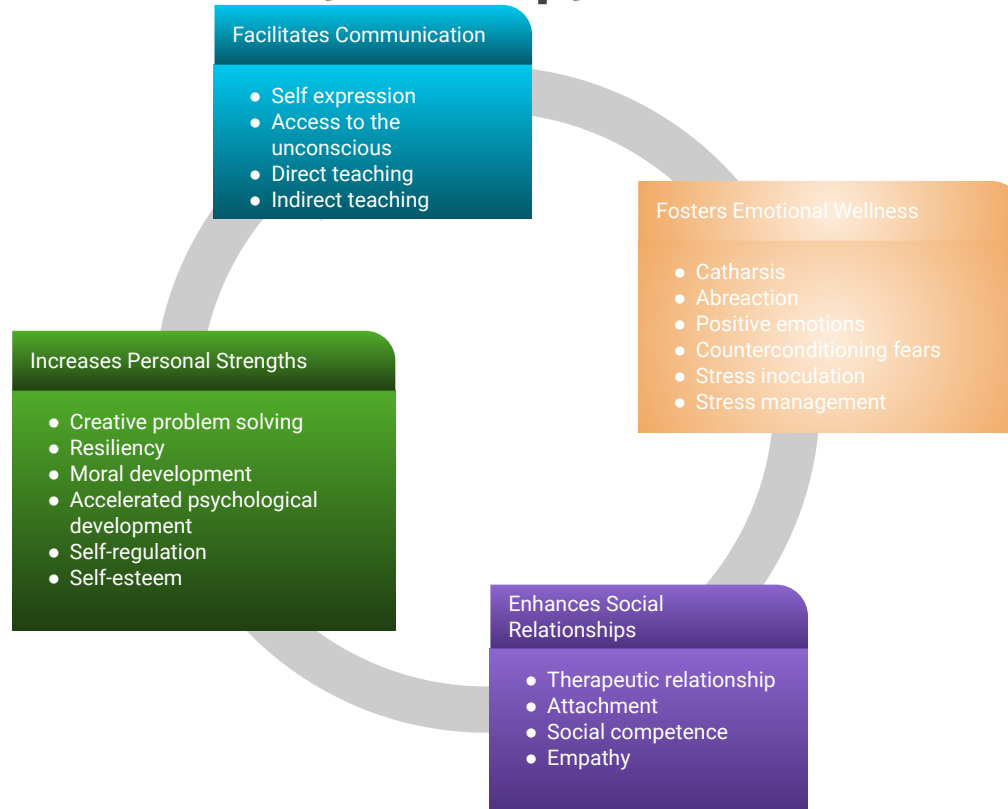 Facilitates Communication
● Self expression
● Access to the
unconscious
● Direct teaching
● Indirect teaching
Fosters Emotional Wellness
● Catharsis
● Abreaction
● Positive emotions
● Counterconditioning fears
● Stress inoculation
● Stress management
Enhances Social
Relationships
● Therapeutic relationship
● Attachment
● Social competence
● Empathy
Increases Personal Strengths
● Creative problem solving
● Resiliency
● Moral development
● Accelerated psychological
development
● Self-regulation
● Self-esteem